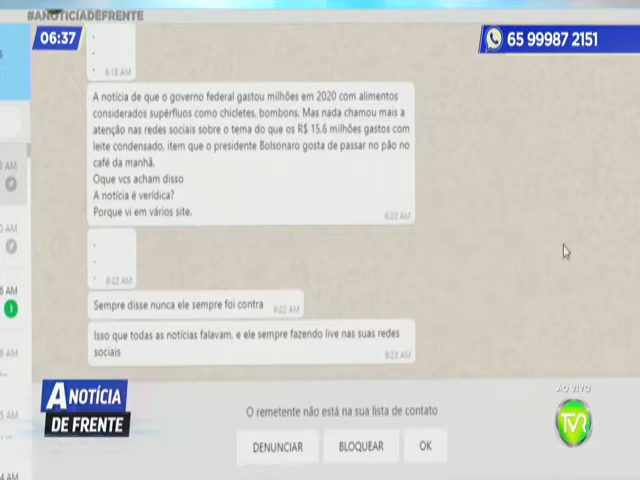 #ANOTICIADEFRENTE
06:37
65 99987 2151
6:18 AM
A notícia de que o governo federal gastou milhões em 2020 com alimentos
considerados supérfluos como chicletes, bombons. Mas nada chamou mais a
atenção nas redes sociais sobre o tema do que os R$ 15,6 milhões gastos com
leite condensado, item que o presidente Bolsonaro gosta de passar no pão no
café da manhã.
Oque vcs acham disso
A notícia é verídica?
Porque vi em vários site.
6:20 AM
6:22 AM
Sempre disse nunca ele sempre foi contra
6:22 AM
Isso que todas as notícias falavam, e ele sempre fazendo live nas suas redes
sociais
6:23 AM
A NOTÍCIA
DE FRENTE
O remetente não está na sua lista de contato
DENUNCIAR
BLOQUEAR
OK
AO VIVO
TVR